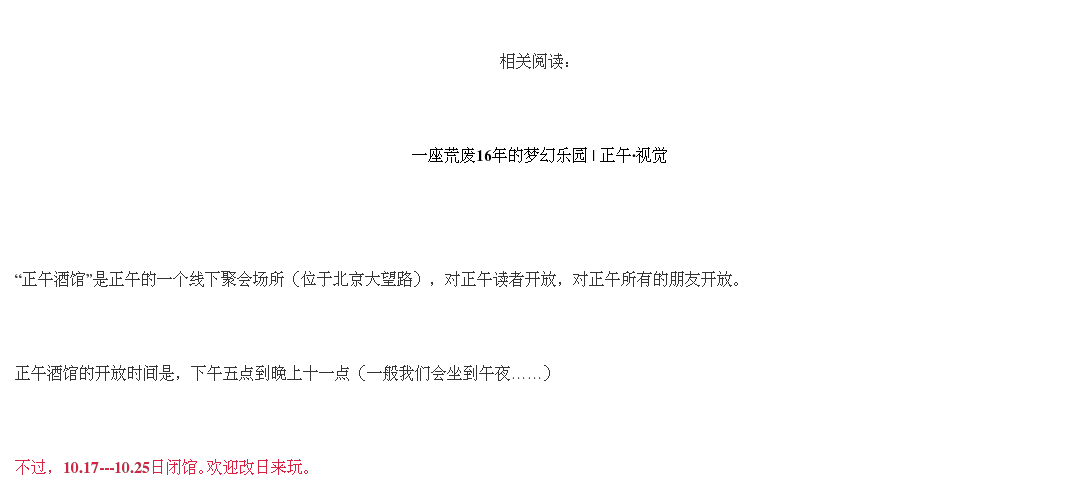 相关阅读：
一座荒废16年的梦幻乐园 | 正午·视觉
“正午酒馆”是正午的一个线下聚会场所（位于北京大望路），对正午读者开放，对正午所有的朋友开放。
正午酒馆的开放时间是，下午五点到晚上十一点（一般我们会坐到午夜……）
不过，10.17---10.25日闭馆。欢迎改日来玩。